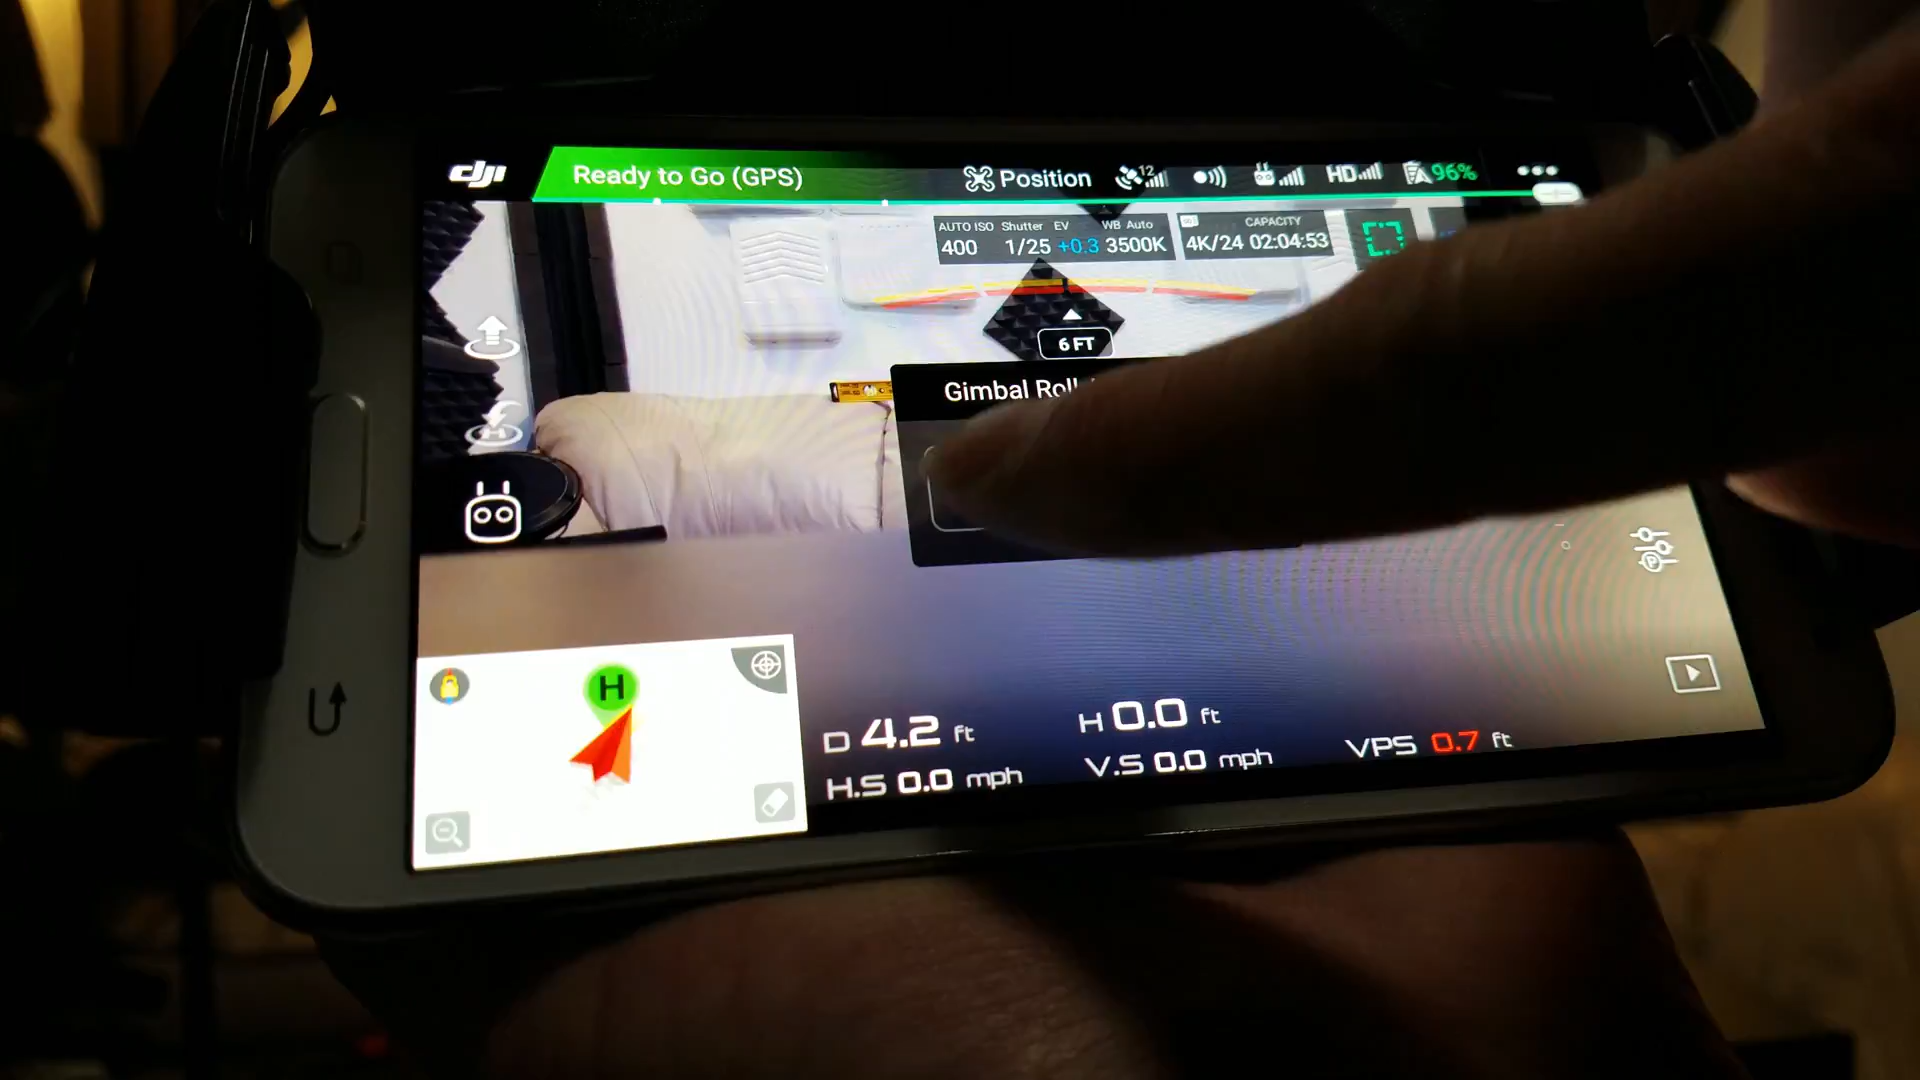 dji
Ready to Go (GPS)
Position
12
HD
96%
AUTO ISO Shutter EV WB Auto
400 1/25 +0.3 3500K
CAPACITY
4K/24 02:04:53
6 FT
Gimbal Roll
H
D 4.2 ft
H 0.0 ft
H.S 0.0 mph
V.S 0.0 mph
VPS 0.7 ft